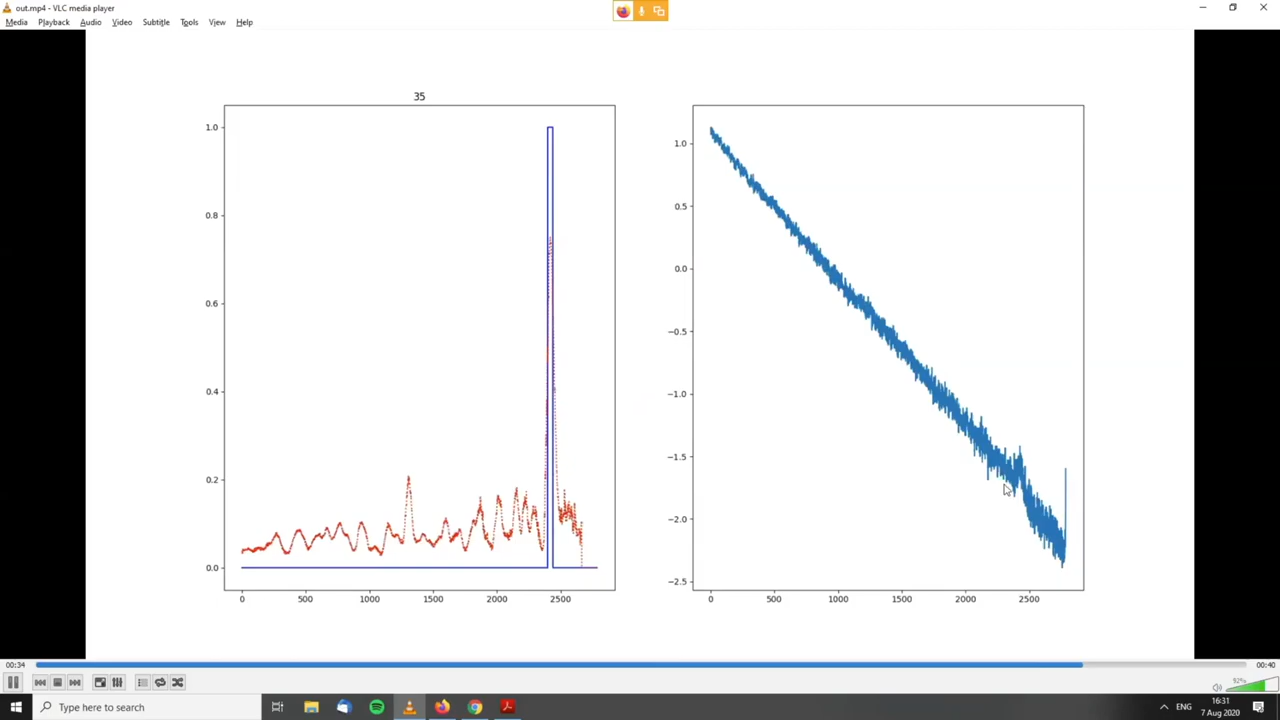 out.mp4 - VLC media player
Media Playback Audio Video Subtitle Tools View Help
35
1.0
0.8
0.6
0.4
0.2
0.0
0 500 1000 1500 2000 2500
1.0
0.5
0.0
−0.5
−1.0
−1.5
−2.0
−2.5
0 500 1000 1500 2000 2500
00:34
00:40
92%
Type here to search
ENG
16:31
7 Aug 2020